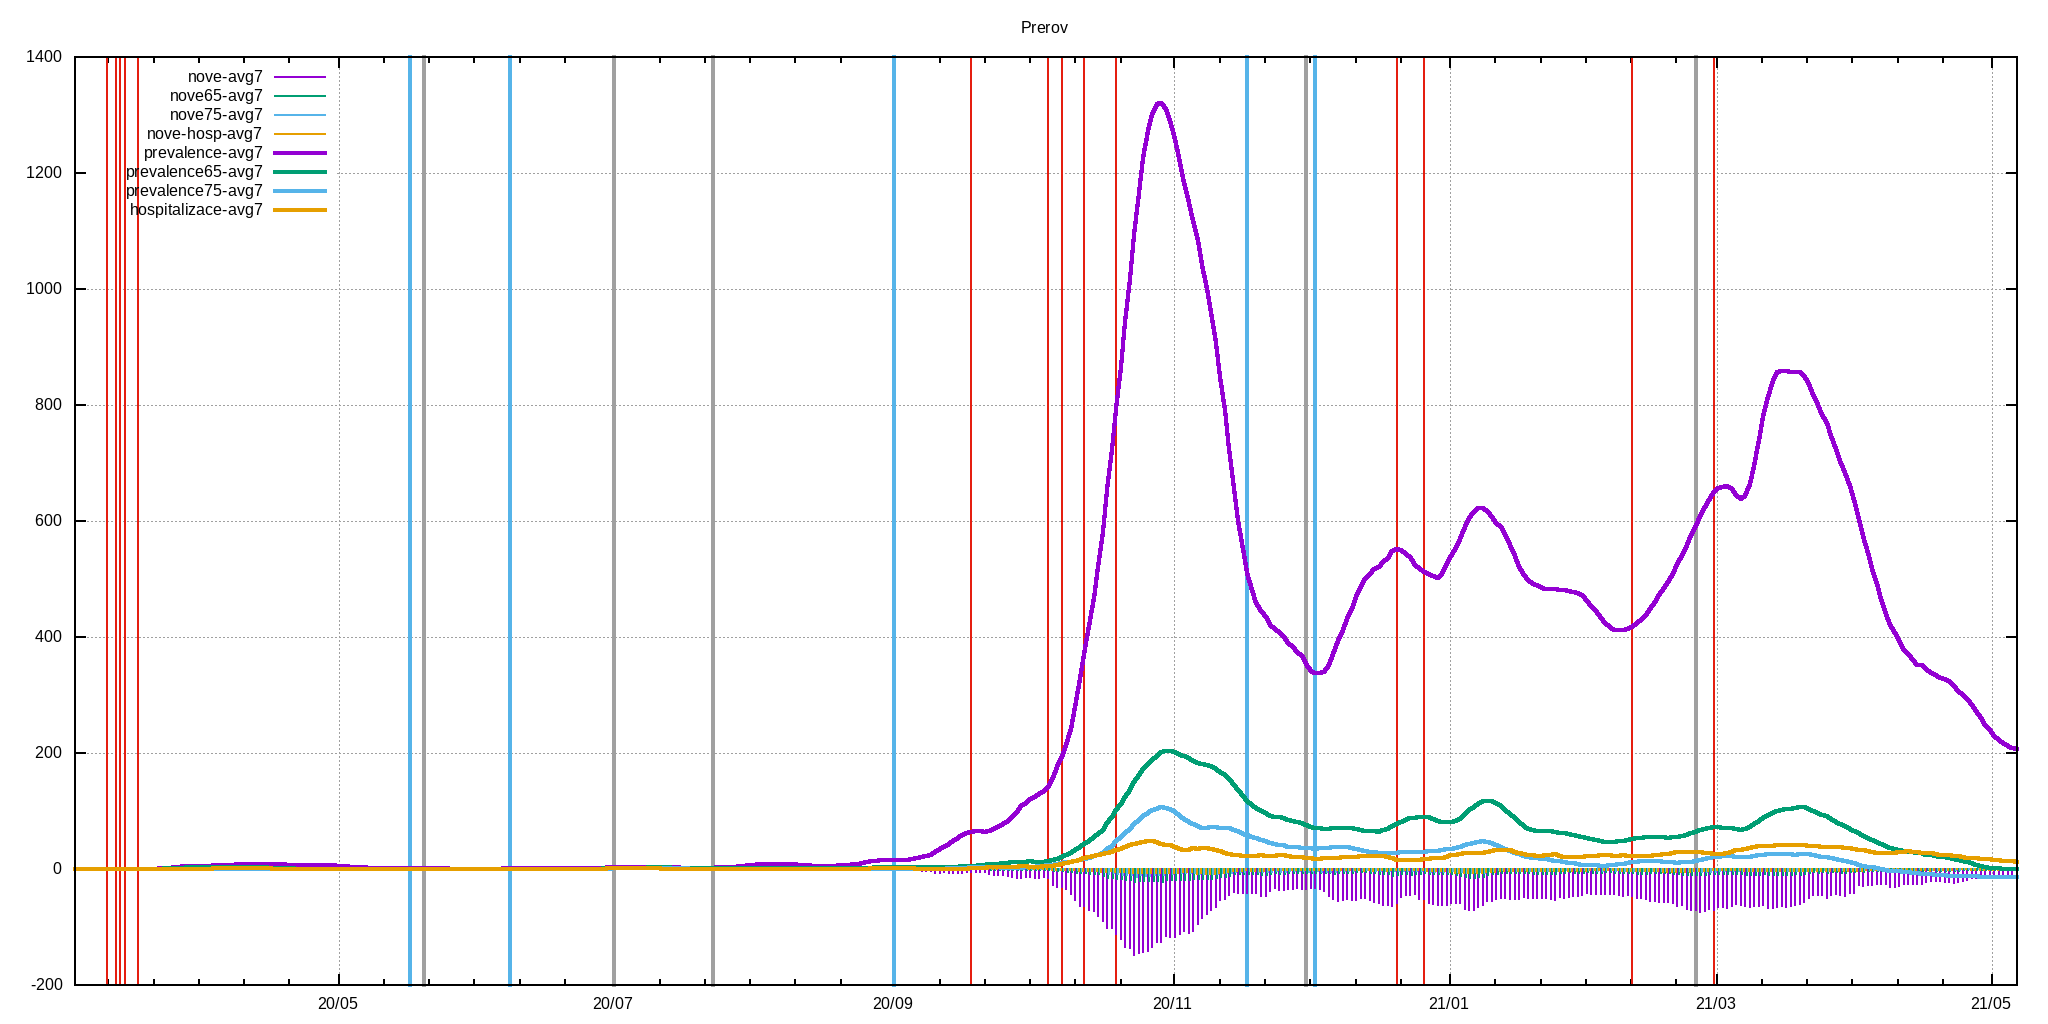 Prerov
1400
nove-avg7
nove65-avg7
nove75-avg7
nove-hosp-avg7
prevalence-avg7
prevalence65-avg7
prevalence75-avg7
hospitalizace-avg7
1200
1000
800
600
400
200
0
-200
20/05 20/07 20/09 20/11 21/01 21/03 21/05